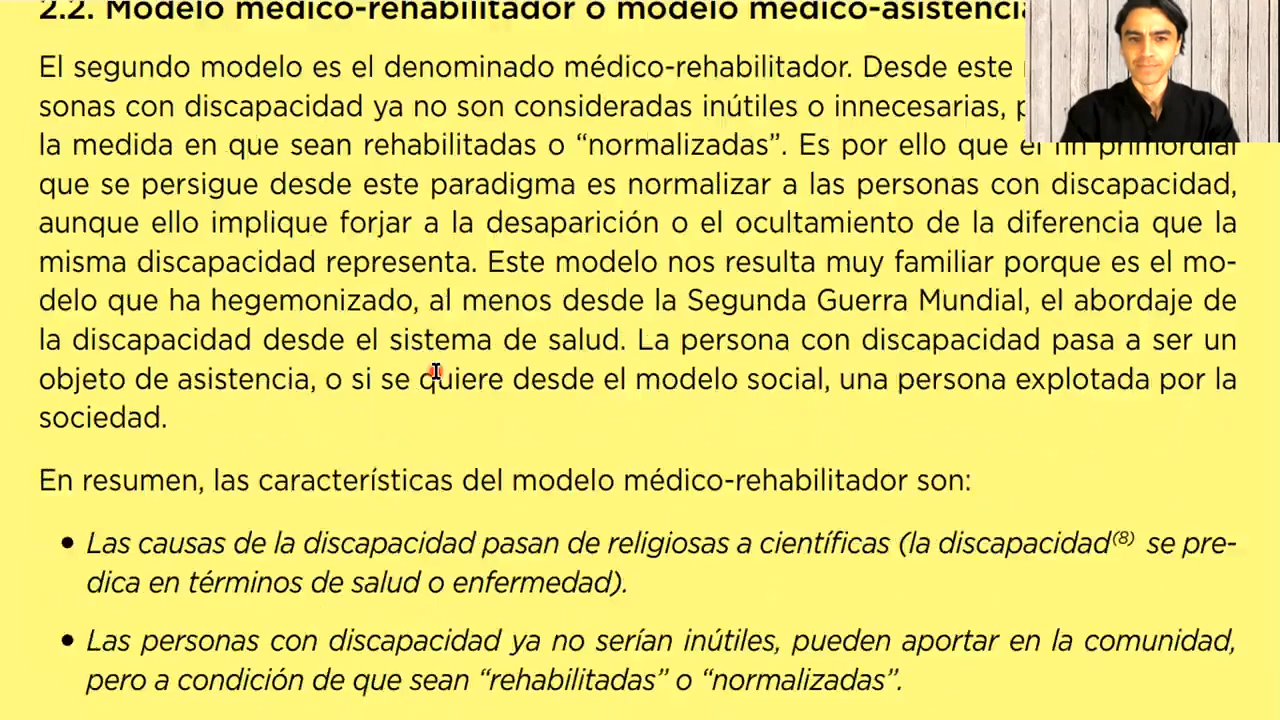 2.2. Modelo médico-rehabilitador o modelo médico-asistencia
El segundo modelo es el denominado médico-rehabilitador. Desde este
sonas con discapacidad ya no son consideradas inútiles o innecesarias,
la medida en que sean rehabilitadas o “normalizadas”. Es por ello que el fin primordial
que se persigue desde este paradigma es normalizar a las personas con discapacidad,
aunque ello implique forjar a la desaparición o el ocultamiento de la diferencia que la
misma discapacidad representa. Este modelo nos resulta muy familiar porque es el mo-
delo que ha hegemonizado, al menos desde la Segunda Guerra Mundial, el abordaje de
la discapacidad desde el sistema de salud. La persona con discapacidad pasa a ser un
objeto de asistencia, o si se quiere desde el modelo social, una persona explotada por la
sociedad.
En resumen, las características del modelo médico-rehabilitador son:
• Las causas de la discapacidad pasan de religiosas a científicas (la discapacidad(8) se pre-
dica en términos de salud o enfermedad).
• Las personas con discapacidad ya no serían inútiles, pueden aportar en la comunidad,
pero a condición de que sean “rehabilitadas” o “normalizadas”.